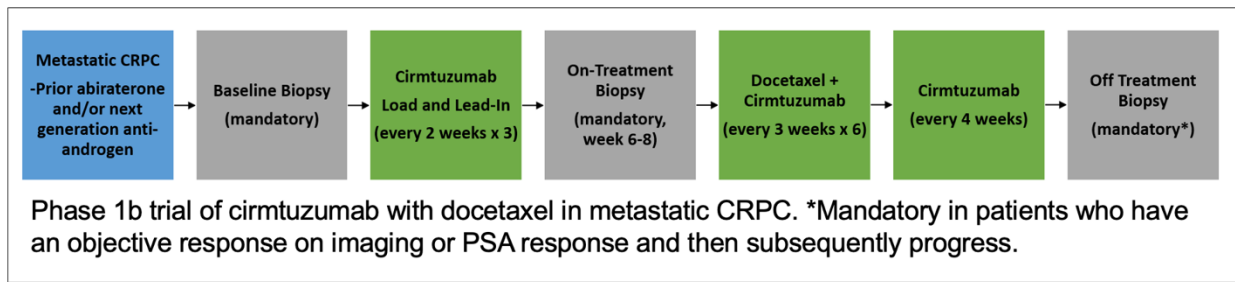 Metastatic CRPC
-Prior abiraterone
and/or next
generation anti-
androgen
Baseline Biopsy
(mandatory)
Cirmtuzumab
Load and Lead-In
(every 2 weeks x 3)
On-Treatment
Biopsy
(mandatory,
week 6-8)
Docetaxel +
Cirmtuzumab
(every 3 weeks x 6)
Cirmtuzumab
(every 4 weeks)
Off Treatment
Biopsy
(mandatory*)
Phase 1b trial of cirmtuzumab with docetaxel in metastatic CRPC. *Mandatory in patients who have
an objective response on imaging or PSA response and then subsequently progress.